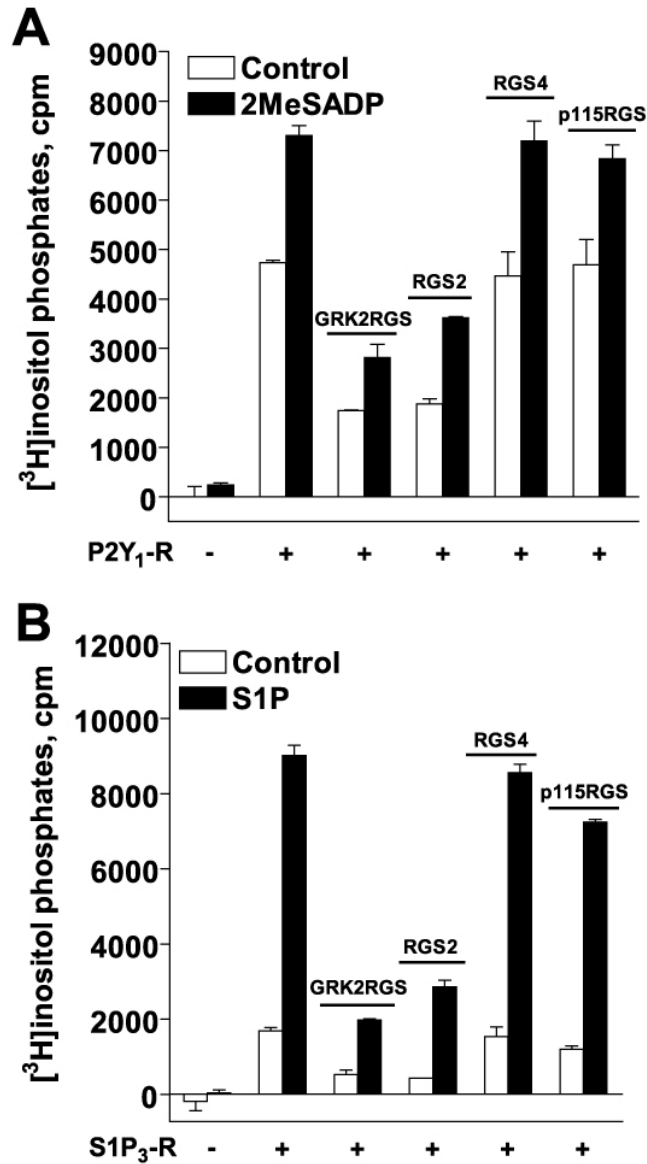 A
[³H]inositol phosphates, cpm
9000
8000
7000
6000
5000
4000
3000
2000
1000
0
Control
2MeSADP
GRK2RGS
RGS2
RGS4
p115RGS
P2Y₁-R - + + + + +
B
[³H]inositol phosphates, cpm
12000
10000
8000
6000
4000
2000
0
Control
S1P
GRK2RGS
RGS2
RGS4
p115RGS
S1P₃-R - + + + + +